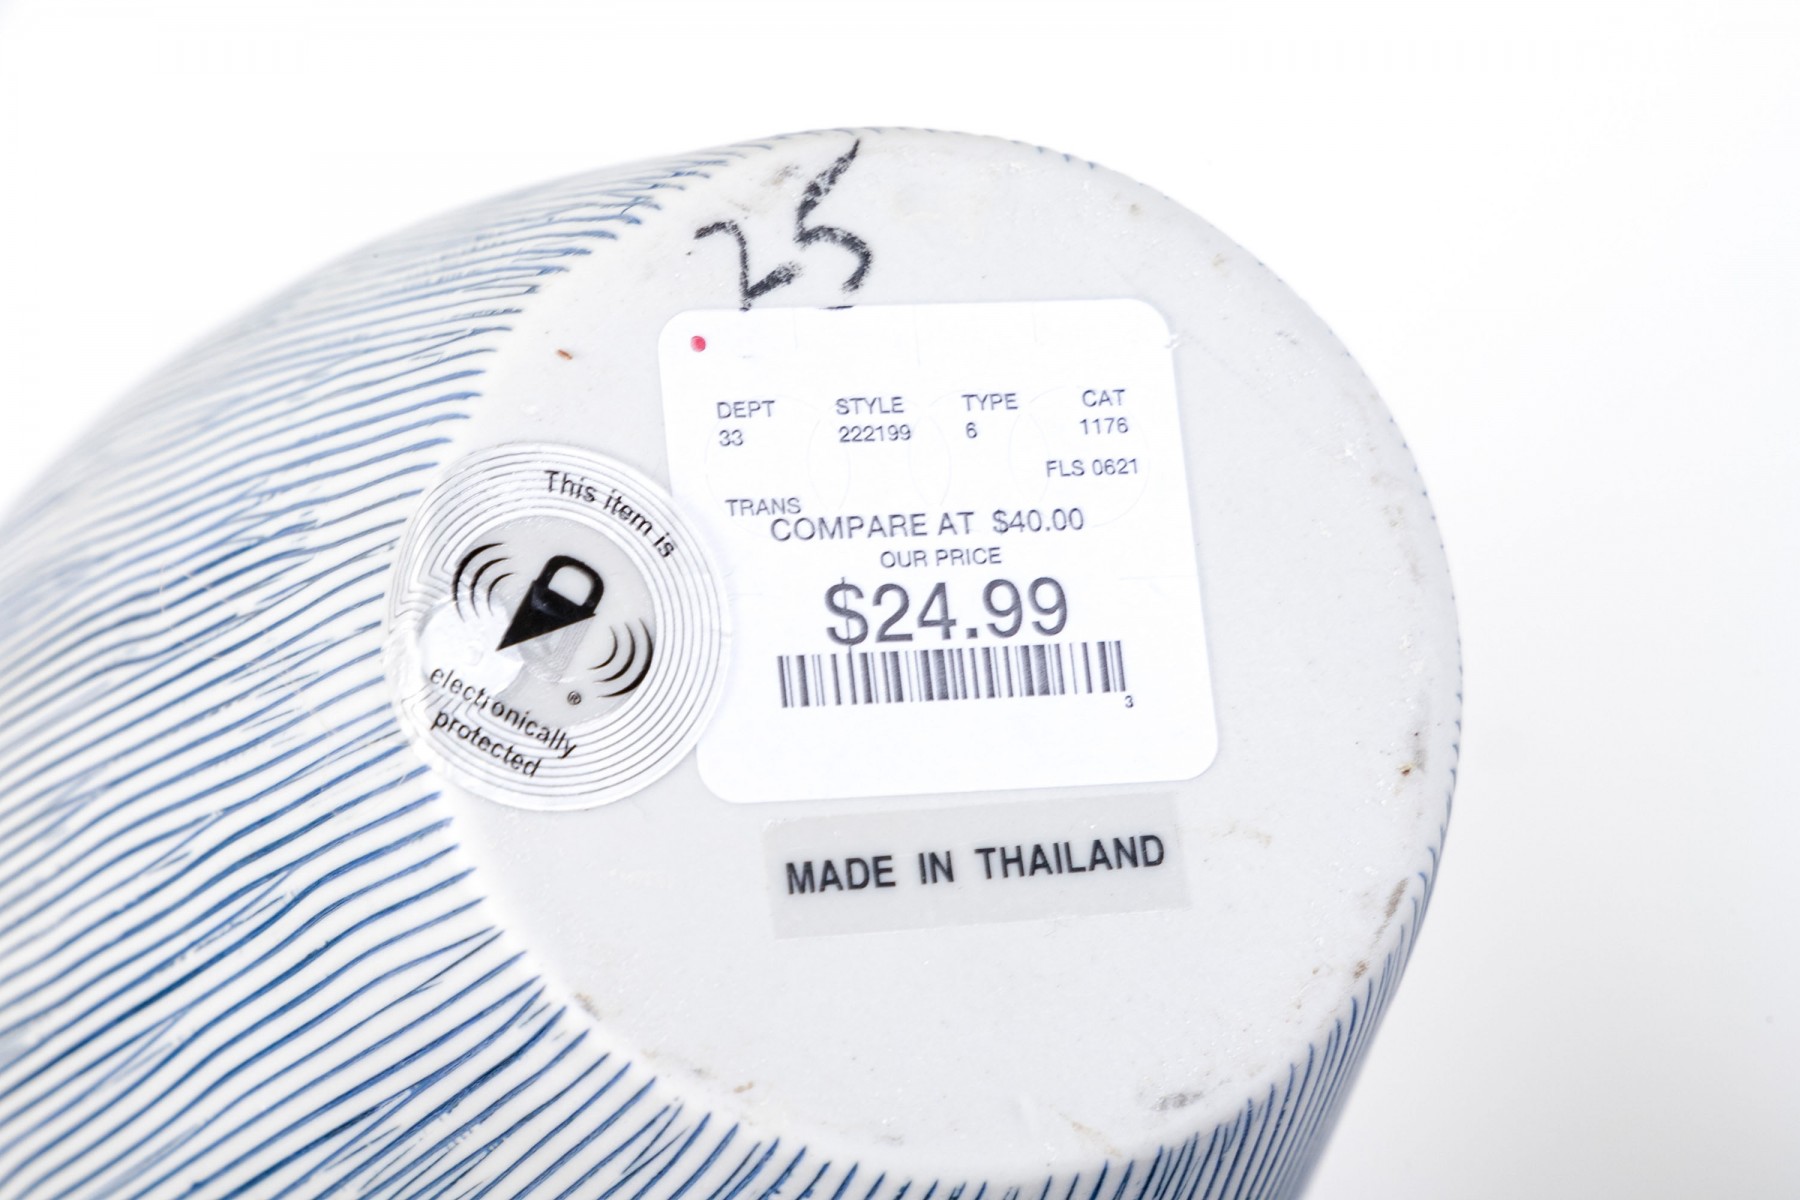 25
DEPT STYLE TYPE CAT
33 222199 6 1176
FLS 0621
TRANS
COMPARE AT $40.00
OUR PRICE
$24.99
3
This item is
®
electronically
protected
MADE IN THAILAND